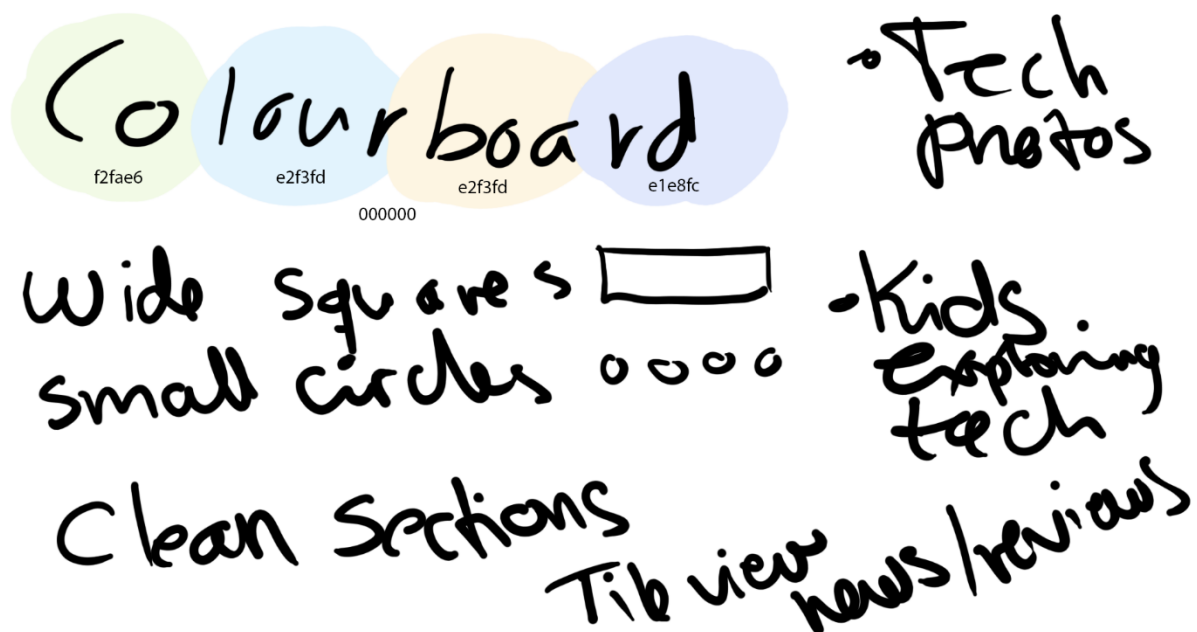 Colourboard
f2fae6
e2f3fd
e2f3fd
e1e8fc
000000
• Tech
photos
wide squares
small circles
• Kids
exploring
tech
Clean Sections
Tile view
news/reviews